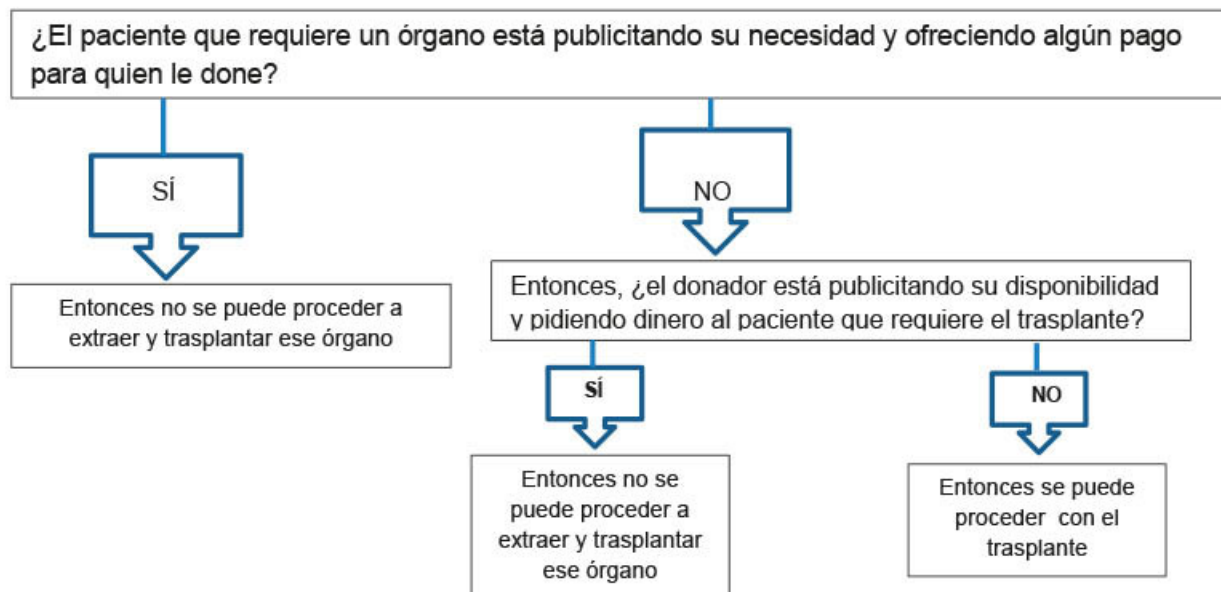 ¿El paciente que requiere un órgano está publicitando su necesidad y ofreciendo algún pago
para quien le done?
SÍ
NO
Entonces no se puede proceder a
extraer y trasplantar ese órgano
Entonces, ¿el donador está publicitando su disponibilidad
y pidiendo dinero al paciente que requiere el trasplante?
SÍ
NO
Entonces no se
puede proceder a
extraer y trasplantar
ese órgano
Entonces se puede
proceder con el
trasplante